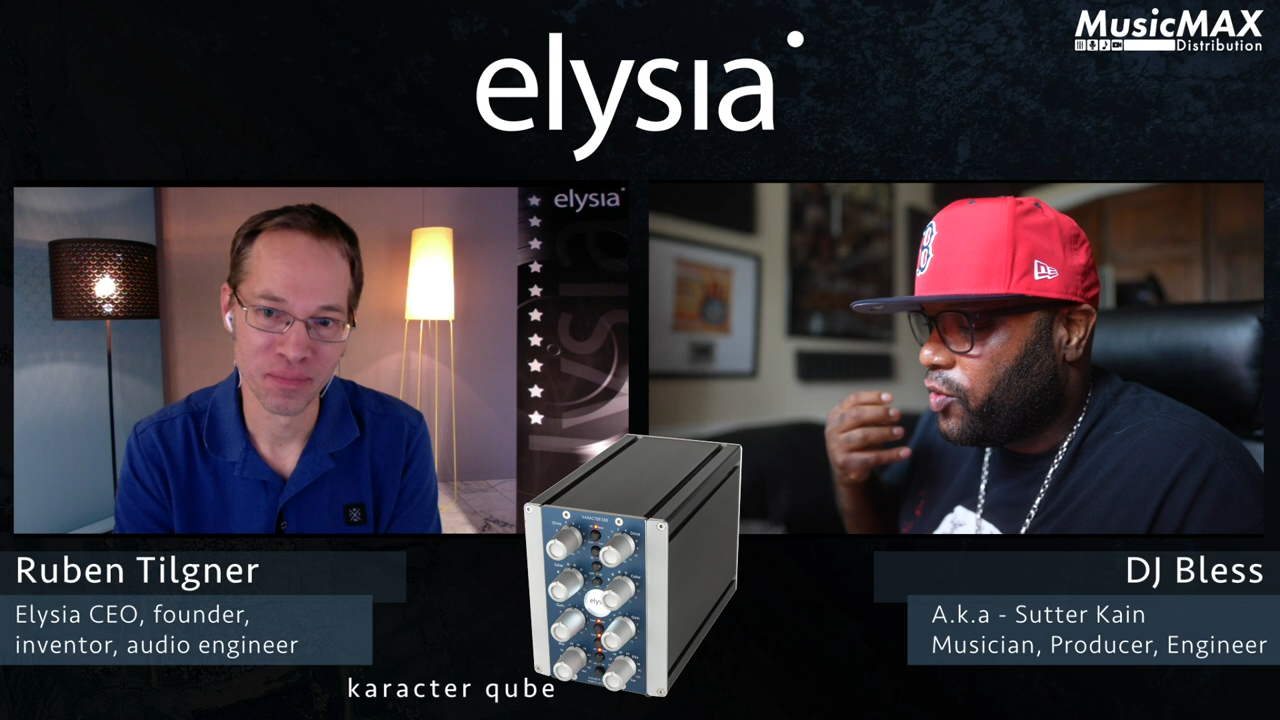 MusicMAX
Distribution
elysia
elysia
elysia
Ruben Tilgner
Elysia CEO, founder,
inventor, audio engineer
DJ Bless
A.k.a - Sutter Kain
Musician, Producer, Engineer
karacter qube